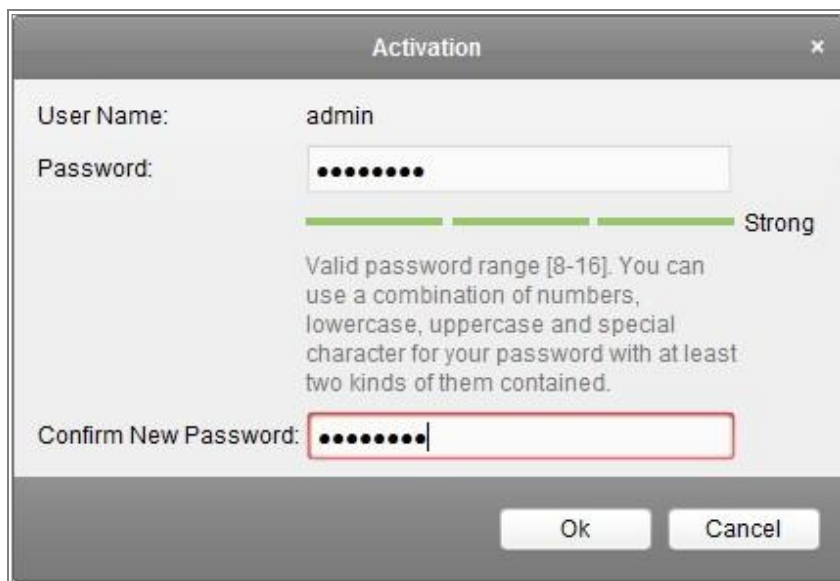 Activation
×
User Name: admin
Password: ●●●●●●●●
Strong
Valid password range [8-16]. You can
use a combination of numbers,
lowercase, uppercase and special
character for your password with at least
two kinds of them contained.
Confirm New Password: ●●●●●●●●
Ok Cancel